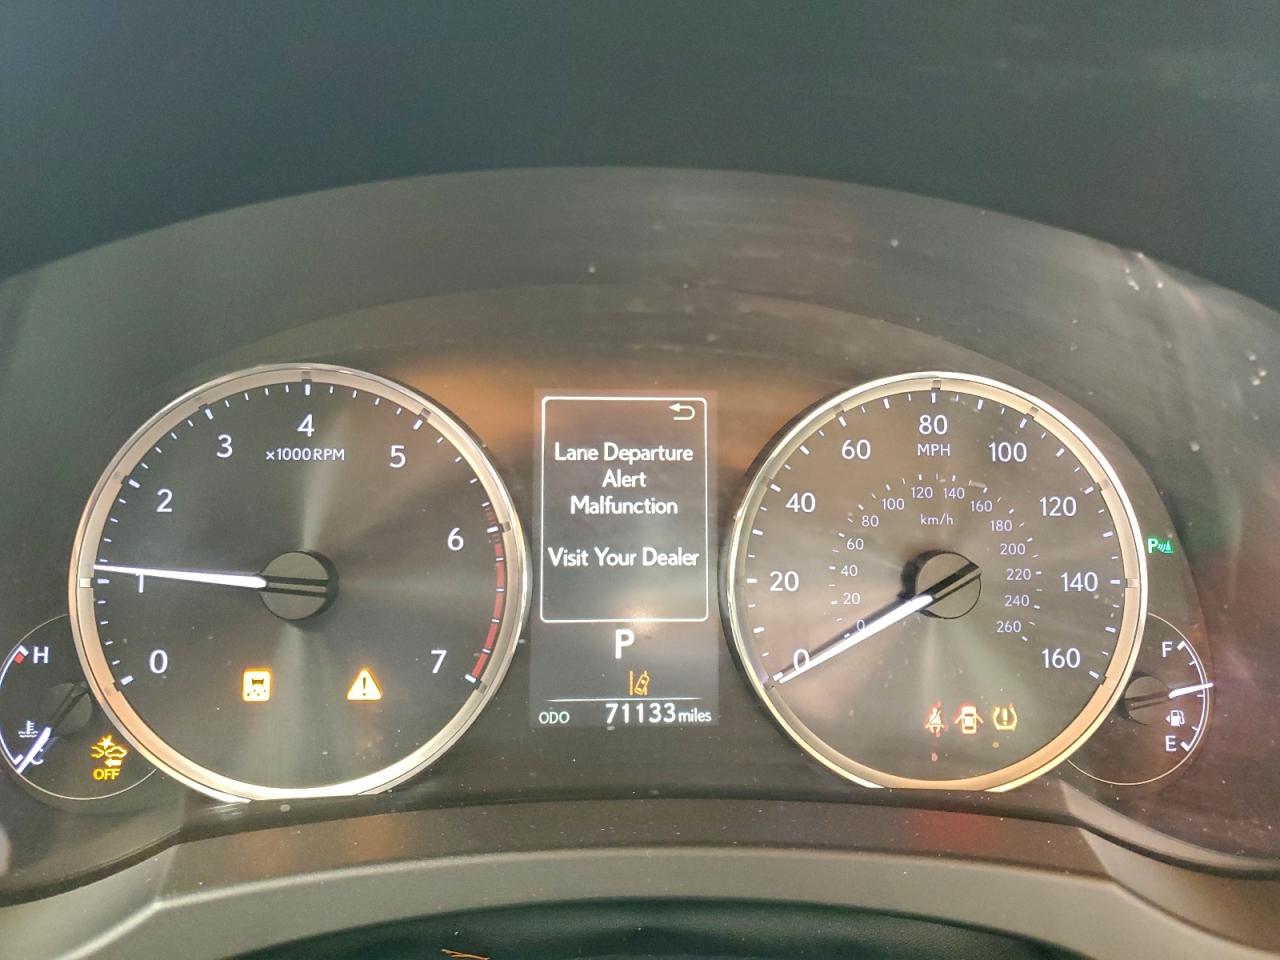 Lane Departure
Alert
Malfunction
Visit Your Dealer
P
ODO 71133 miles
0
1
2
3
4
5
6
7
x1000RPM
H
C
OFF
0
20
40
60
80
100
120
140
160
MPH
0
20
40
60
80
100
120
140
160
180
200
220
240
260
km/h
P
F
E